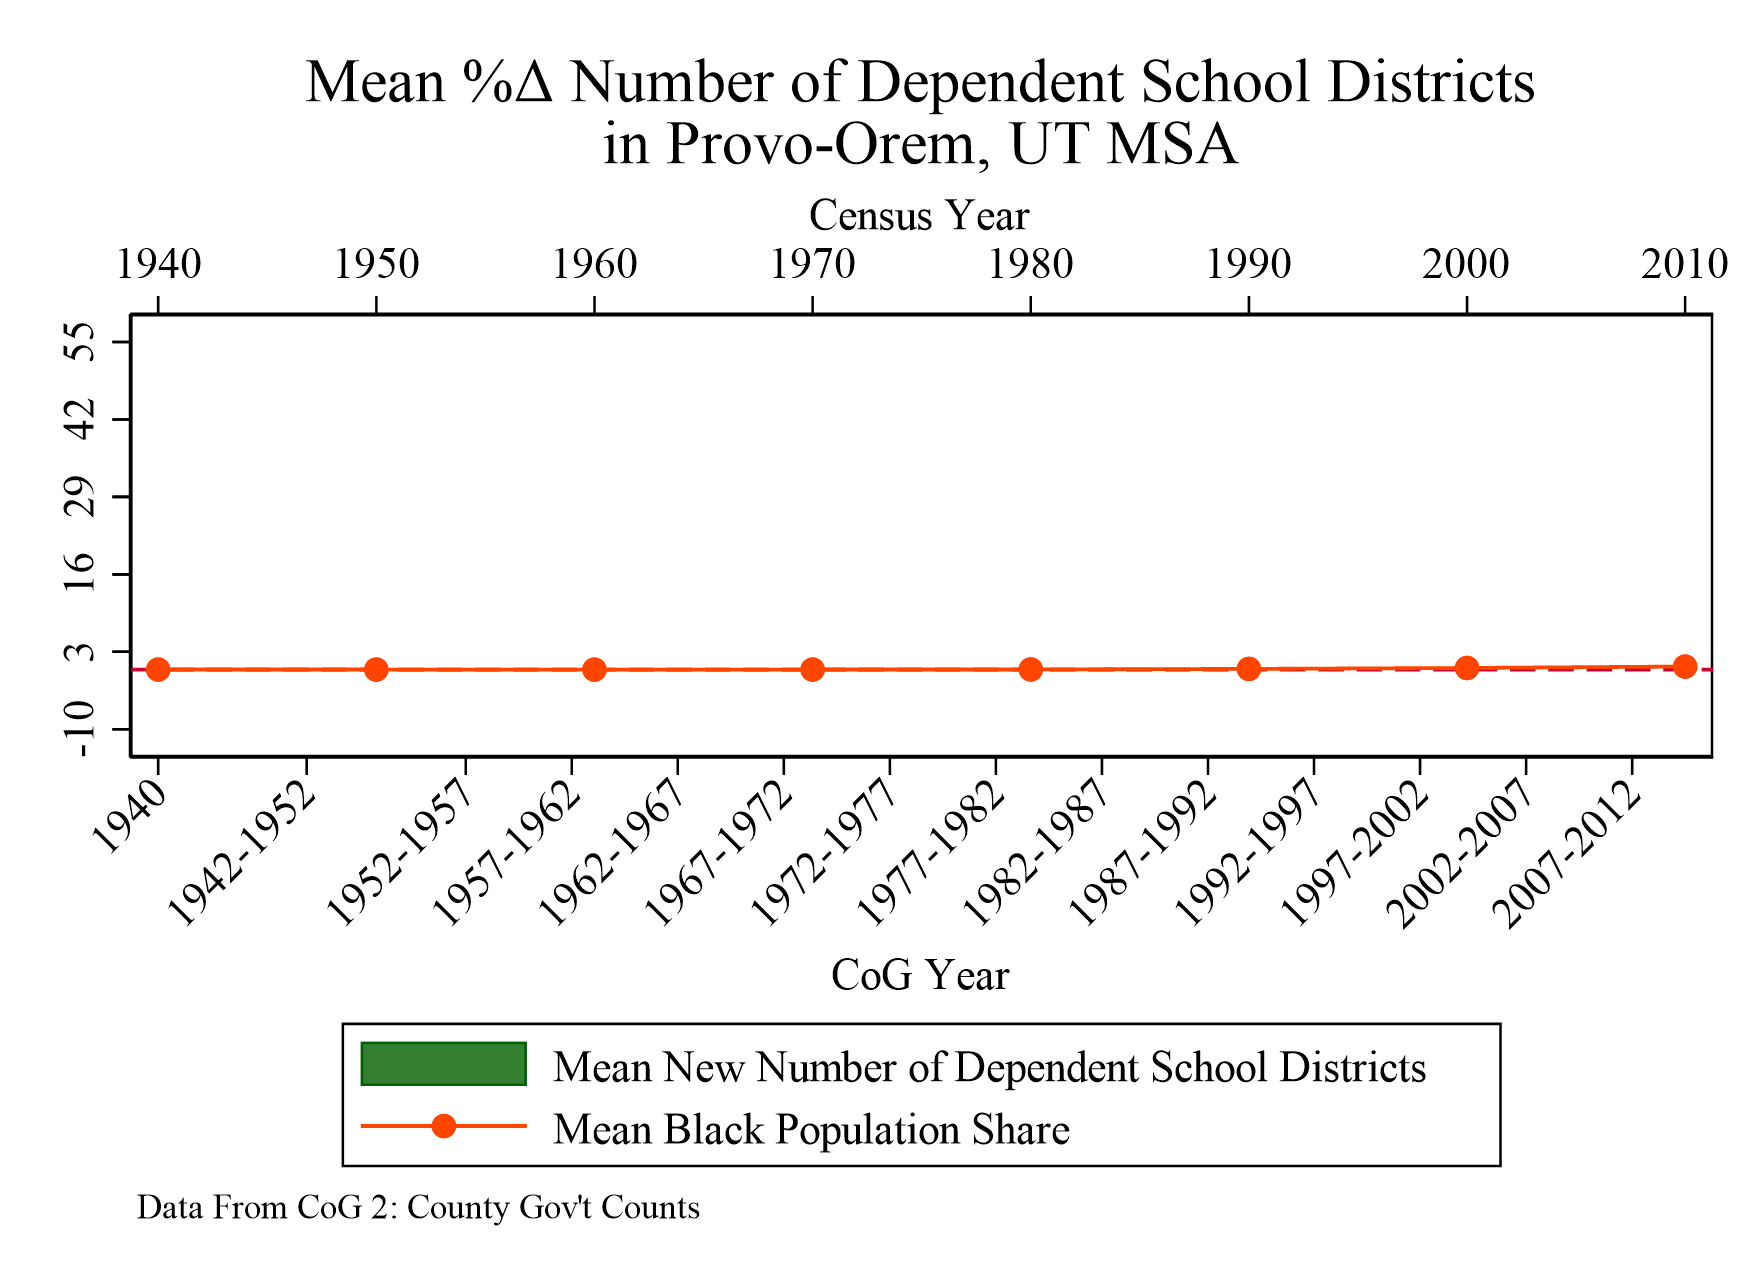 Mean %Δ Number of Dependent School Districts
in Provo-Orem, UT MSA
Census Year
1940 1950 1960 1970 1980 1990 2000 2010
55
42
29
16
3
-10
1940 1942-1952 1952-1957 1957-1962 1962-1967 1967-1972 1972-1977 1977-1982 1982-1987 1987-1992 1992-1997 1997-2002 2002-2007 2007-2012
CoG Year
Mean New Number of Dependent School Districts
Mean Black Population Share
Data From CoG 2: County Gov't Counts